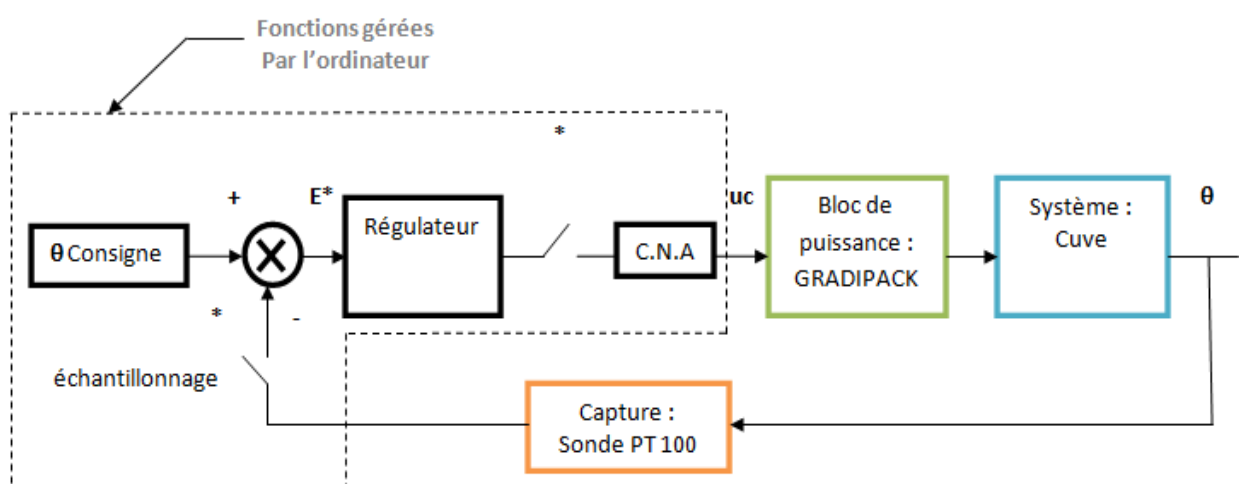 Fonctions gérées
Par l'ordinateur
*
+
E*
uc
θ
θ Consigne
Régulateur
C.N.A
Bloc de
puissance :
GRADIPACK
Système :
Cuve
*
-
échantillonnage
Capture :
Sonde PT 100